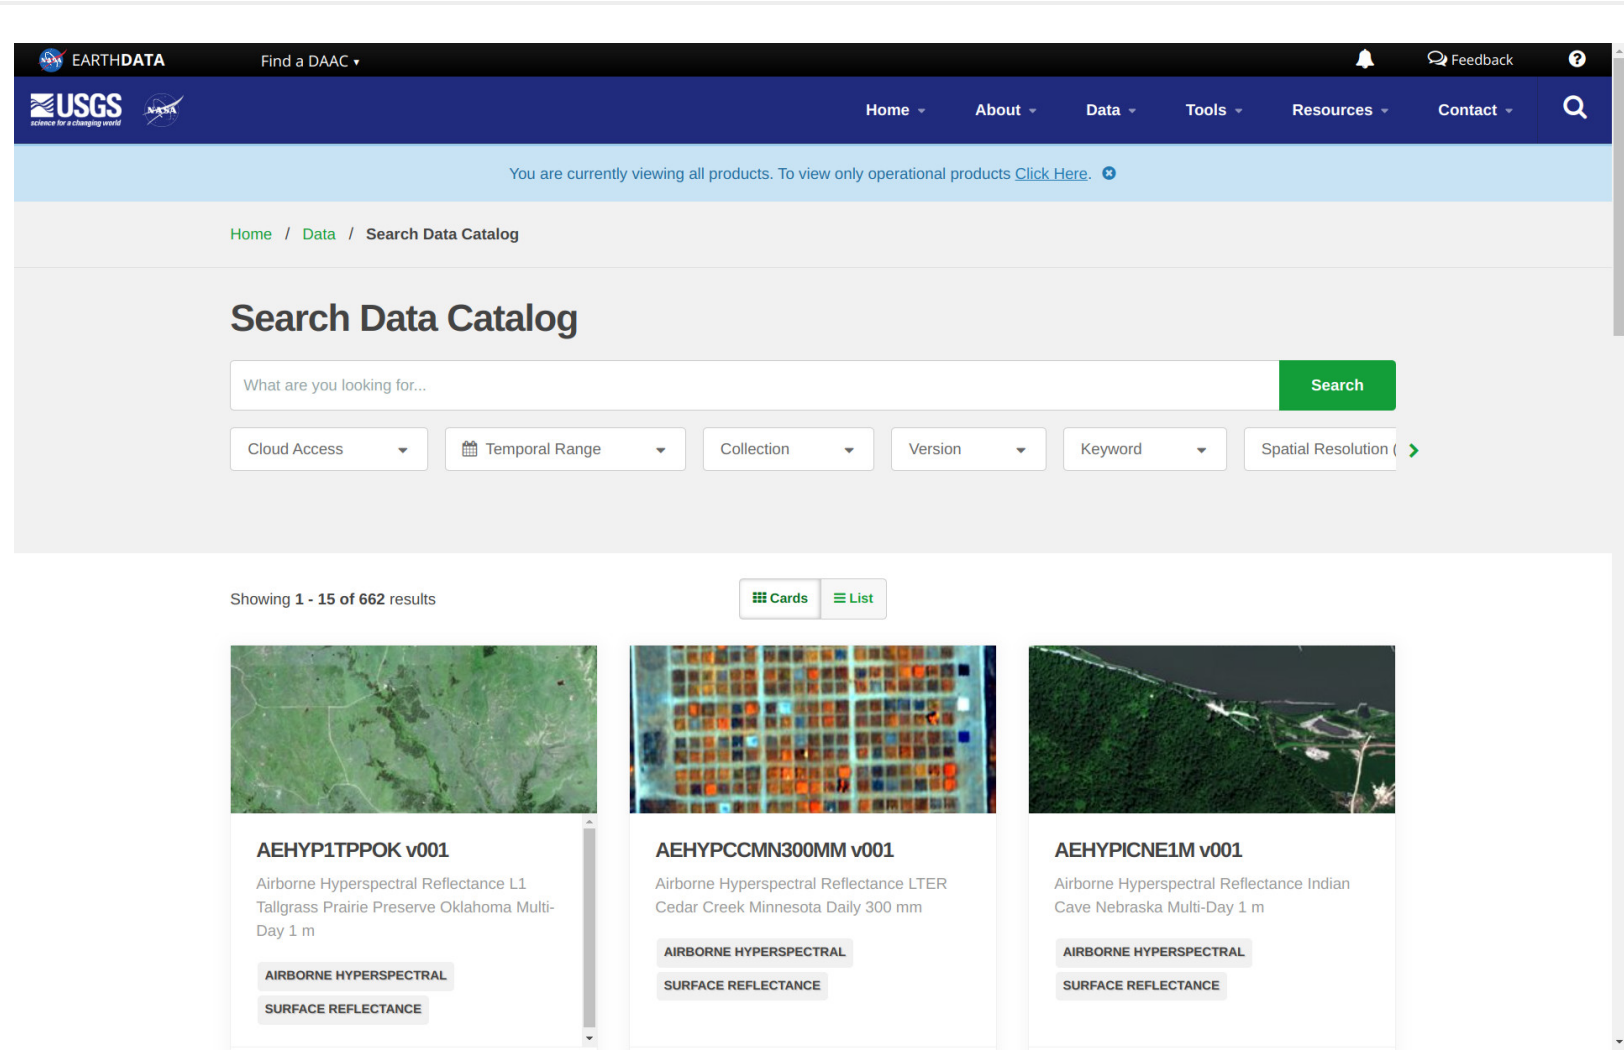 EARTHDATA
Find a DAAC
Feedback
USGS
science for a changing world
NASA
Home
About
Data
Tools
Resources
Contact
You are currently viewing all products. To view only operational products Click Here.
Home / Data / Search Data Catalog
Search Data Catalog
What are you looking for...
Search
Cloud Access
Temporal Range
Collection
Version
Keyword
Spatial Resolution (
Showing 1 - 15 of 662 results
Cards
List
AEHYP1TPPOK v001
Airborne Hyperspectral Reflectance L1
Tallgrass Prairie Preserve Oklahoma Multi-
Day 1 m
AIRBORNE HYPERSPECTRAL
SURFACE REFLECTANCE
AEHYPCCMN300MM v001
Airborne Hyperspectral Reflectance LTER
Cedar Creek Minnesota Daily 300 mm
AIRBORNE HYPERSPECTRAL
SURFACE REFLECTANCE
AEHYPICNE1M v001
Airborne Hyperspectral Reflectance Indian
Cave Nebraska Multi-Day 1 m
AIRBORNE HYPERSPECTRAL
SURFACE REFLECTANCE